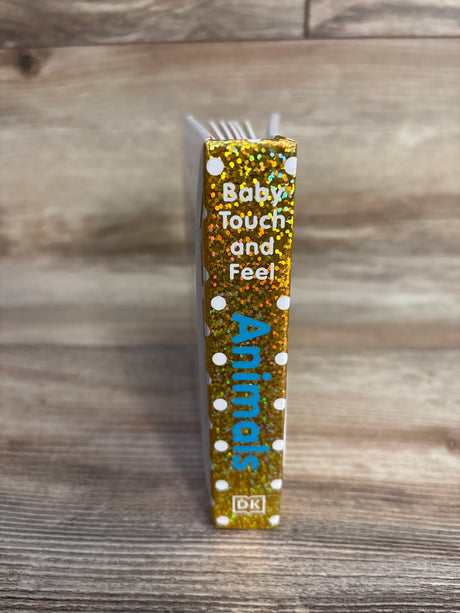 Baby
Touch
and
Feel
Animals
DK